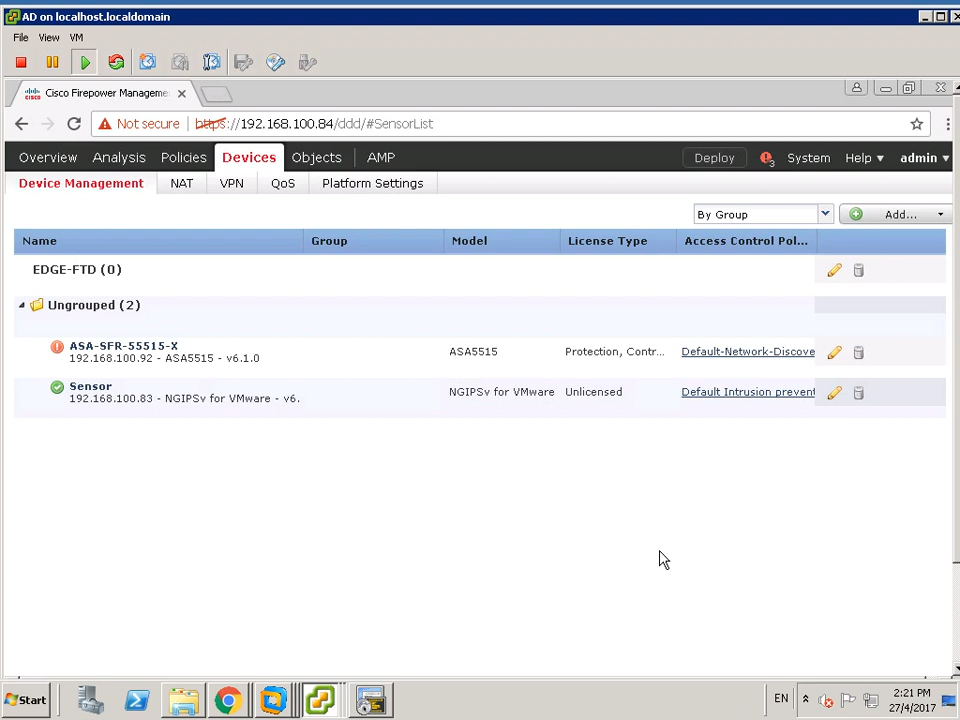 AD on localhost.localdomain
File View VM
CISCO Cisco Firepower Manageme
Not secure https://192.168.100.84/ddd/#SensorList
Overview Analysis Policies Devices Objects AMP Deploy 3 System Help admin
Device Management NAT VPN QoS Platform Settings
By Group Add...
Name Group Model License Type Access Control Pol...
EDGE-FTD (0)
Ungrouped (2)
ASA-SFR-55515-X
192.168.100.92 - ASA5515 - v6.1.0 ASA5515 Protection, Contr... Default-Network-Discove
Sensor
192.168.100.83 - NGIPSv for VMware - v6. NGIPSv for VMware Unlicensed Default Intrusion prevent
Start EN 2:21 PM
27/4/2017